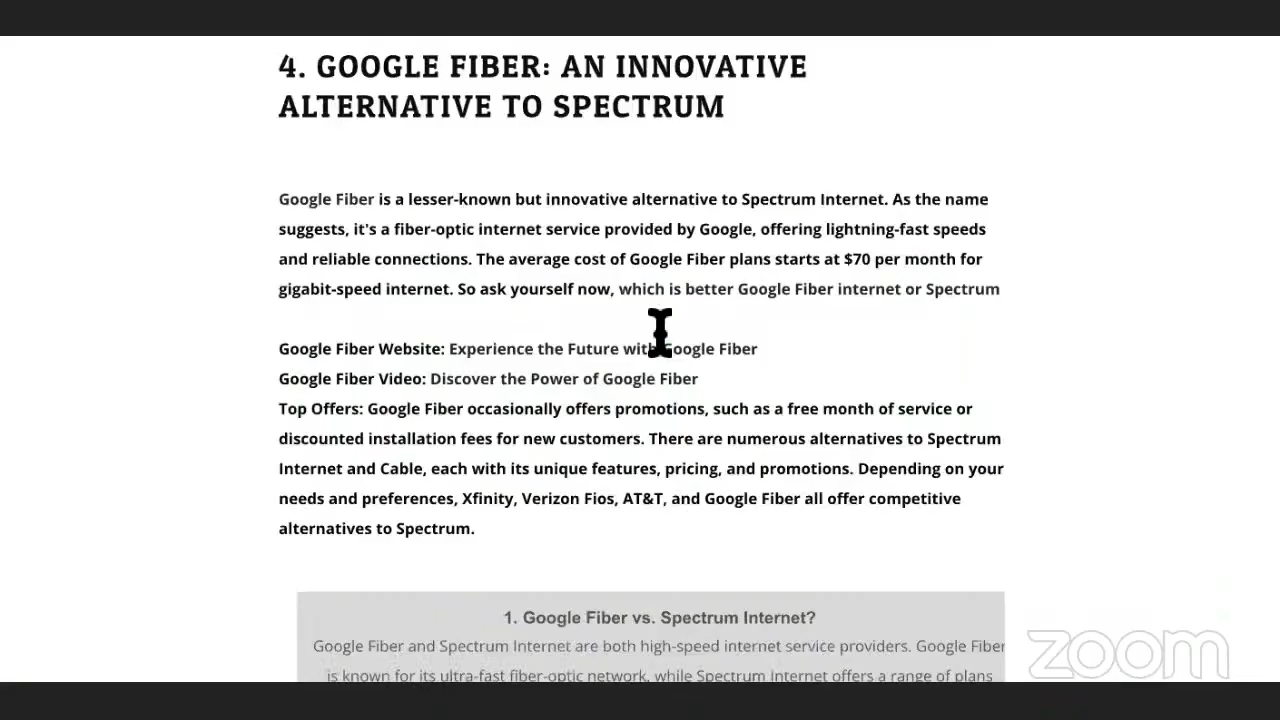 4. GOOGLE FIBER: AN INNOVATIVE
ALTERNATIVE TO SPECTRUM
Google Fiber is a lesser-known but innovative alternative to Spectrum Internet. As the name
suggests, it's a fiber-optic internet service provided by Google, offering lightning-fast speeds
and reliable connections. The average cost of Google Fiber plans starts at $70 per month for
gigabit-speed internet. So ask yourself now, which is better Google Fiber internet or Spectrum
Google Fiber Website: Experience the Future with Google Fiber
Google Fiber Video: Discover the Power of Google Fiber
Top Offers: Google Fiber occasionally offers promotions, such as a free month of service or
discounted installation fees for new customers. There are numerous alternatives to Spectrum
Internet and Cable, each with its unique features, pricing, and promotions. Depending on your
needs and preferences, Xfinity, Verizon Fios, AT&T, and Google Fiber all offer competitive
alternatives to Spectrum.
1. Google Fiber vs. Spectrum Internet?
Google Fiber and Spectrum Internet are both high-speed internet service providers. Google Fiber
is known for its ultra-fast fiber-optic network, while Spectrum Internet offers a range of plans
zoom